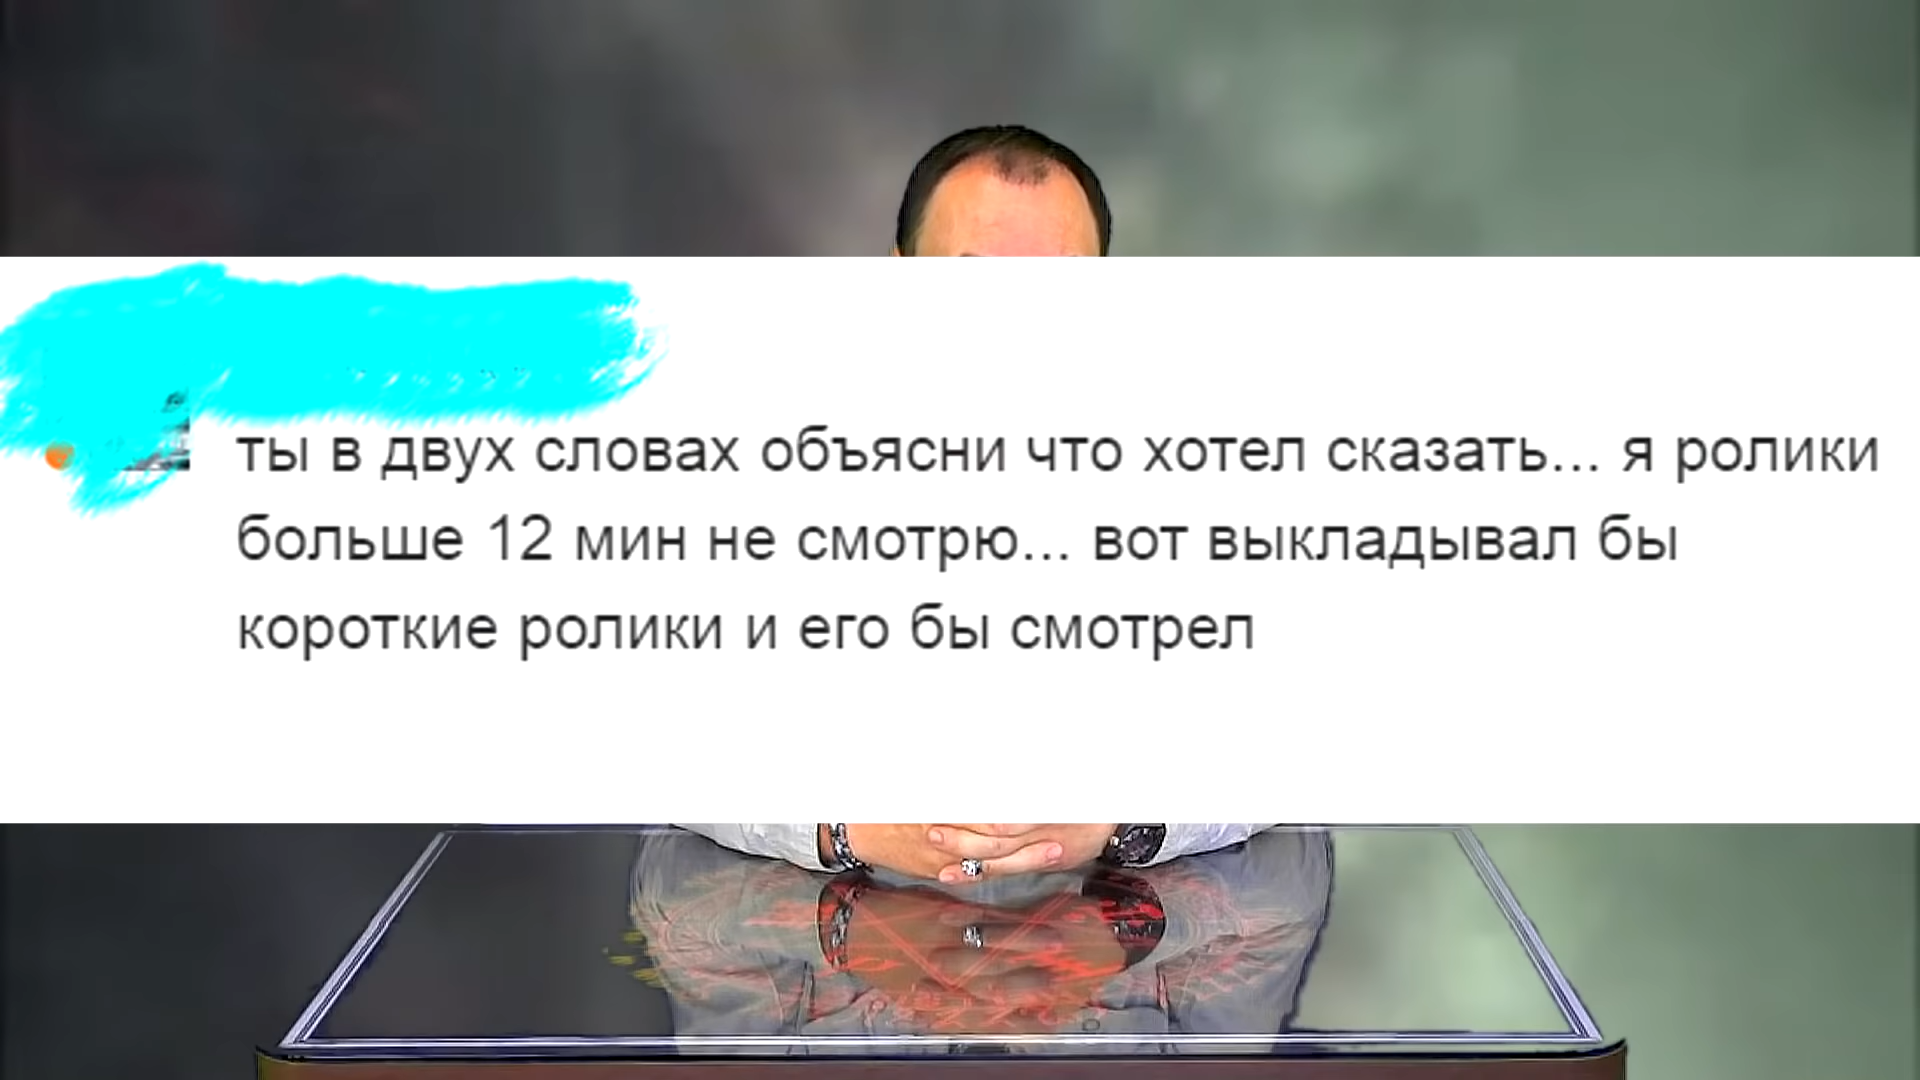 ты в двух словах объясни что хотел сказать... я ролики
больше 12 мин не смотрю... вот выкладывал бы
короткие ролики и его бы смотрел